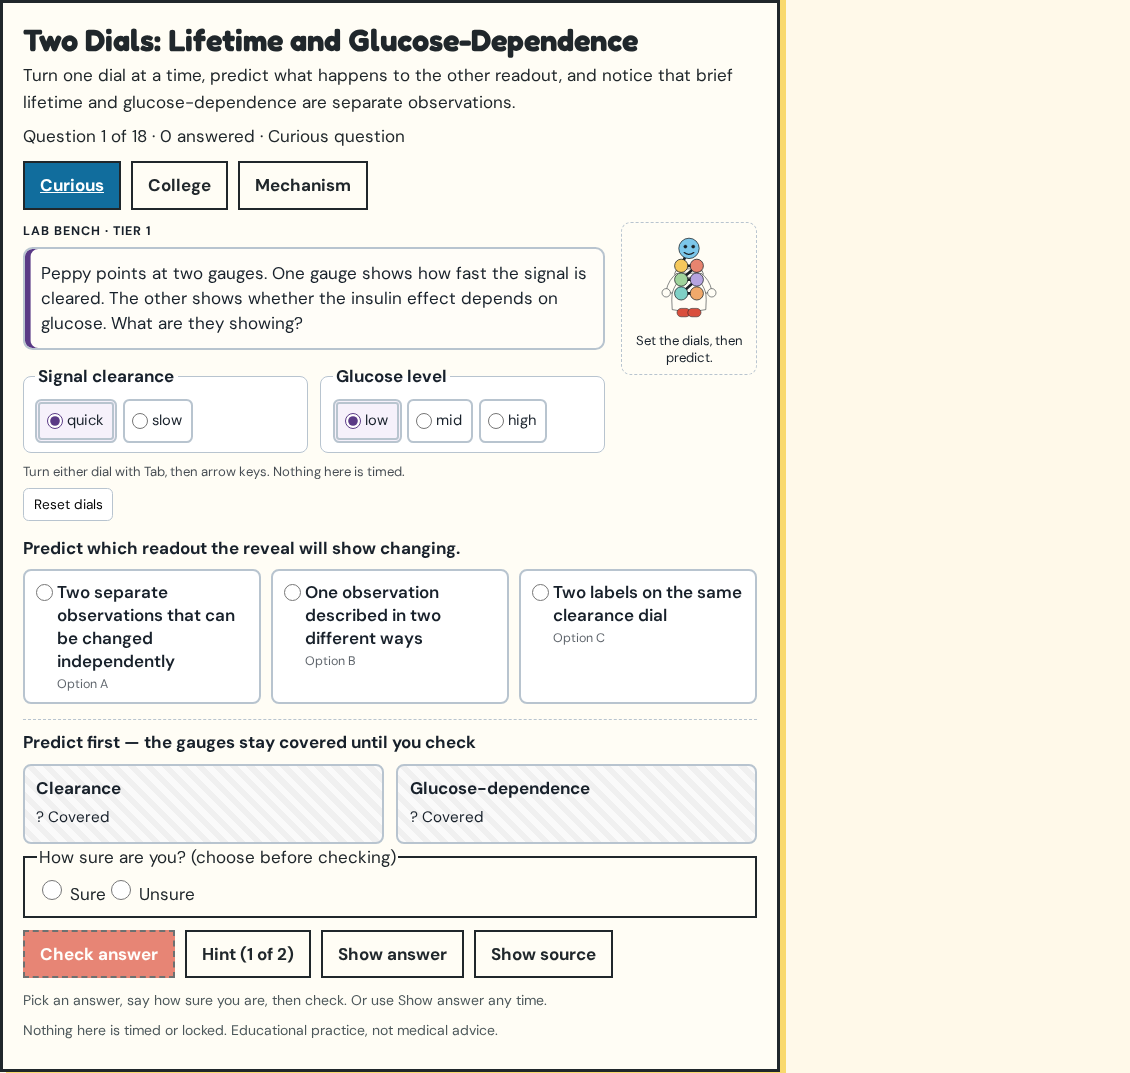 Two Dials: Lifetime and Glucose-Dependence
Turn one dial at a time, predict what happens to the other readout, and notice that brief
lifetime and glucose-dependence are separate observations.
Question 1 of 18 · 0 answered · Curious question
Curious
College
Mechanism
LAB BENCH · TIER 1
Peppy points at two gauges. One gauge shows how fast the signal is
cleared. The other shows whether the insulin effect depends on
glucose. What are they showing?
Set the dials, then
predict.
Signal clearance
quick
slow
Glucose level
low
mid
high
Turn either dial with Tab, then arrow keys. Nothing here is timed.
Reset dials
Predict which readout the reveal will show changing.
Two separate
observations that can
be changed
independently
Option A
One observation
described in two
different ways
Option B
Two labels on the same
clearance dial
Option C
Predict first — the gauges stay covered until you check
Clearance
? Covered
Glucose-dependence
? Covered
How sure are you? (choose before checking)
Sure
Unsure
Check answer
Hint (1 of 2)
Show answer
Show source
Pick an answer, say how sure you are, then check. Or use Show answer any time.
Nothing here is timed or locked. Educational practice, not medical advice.